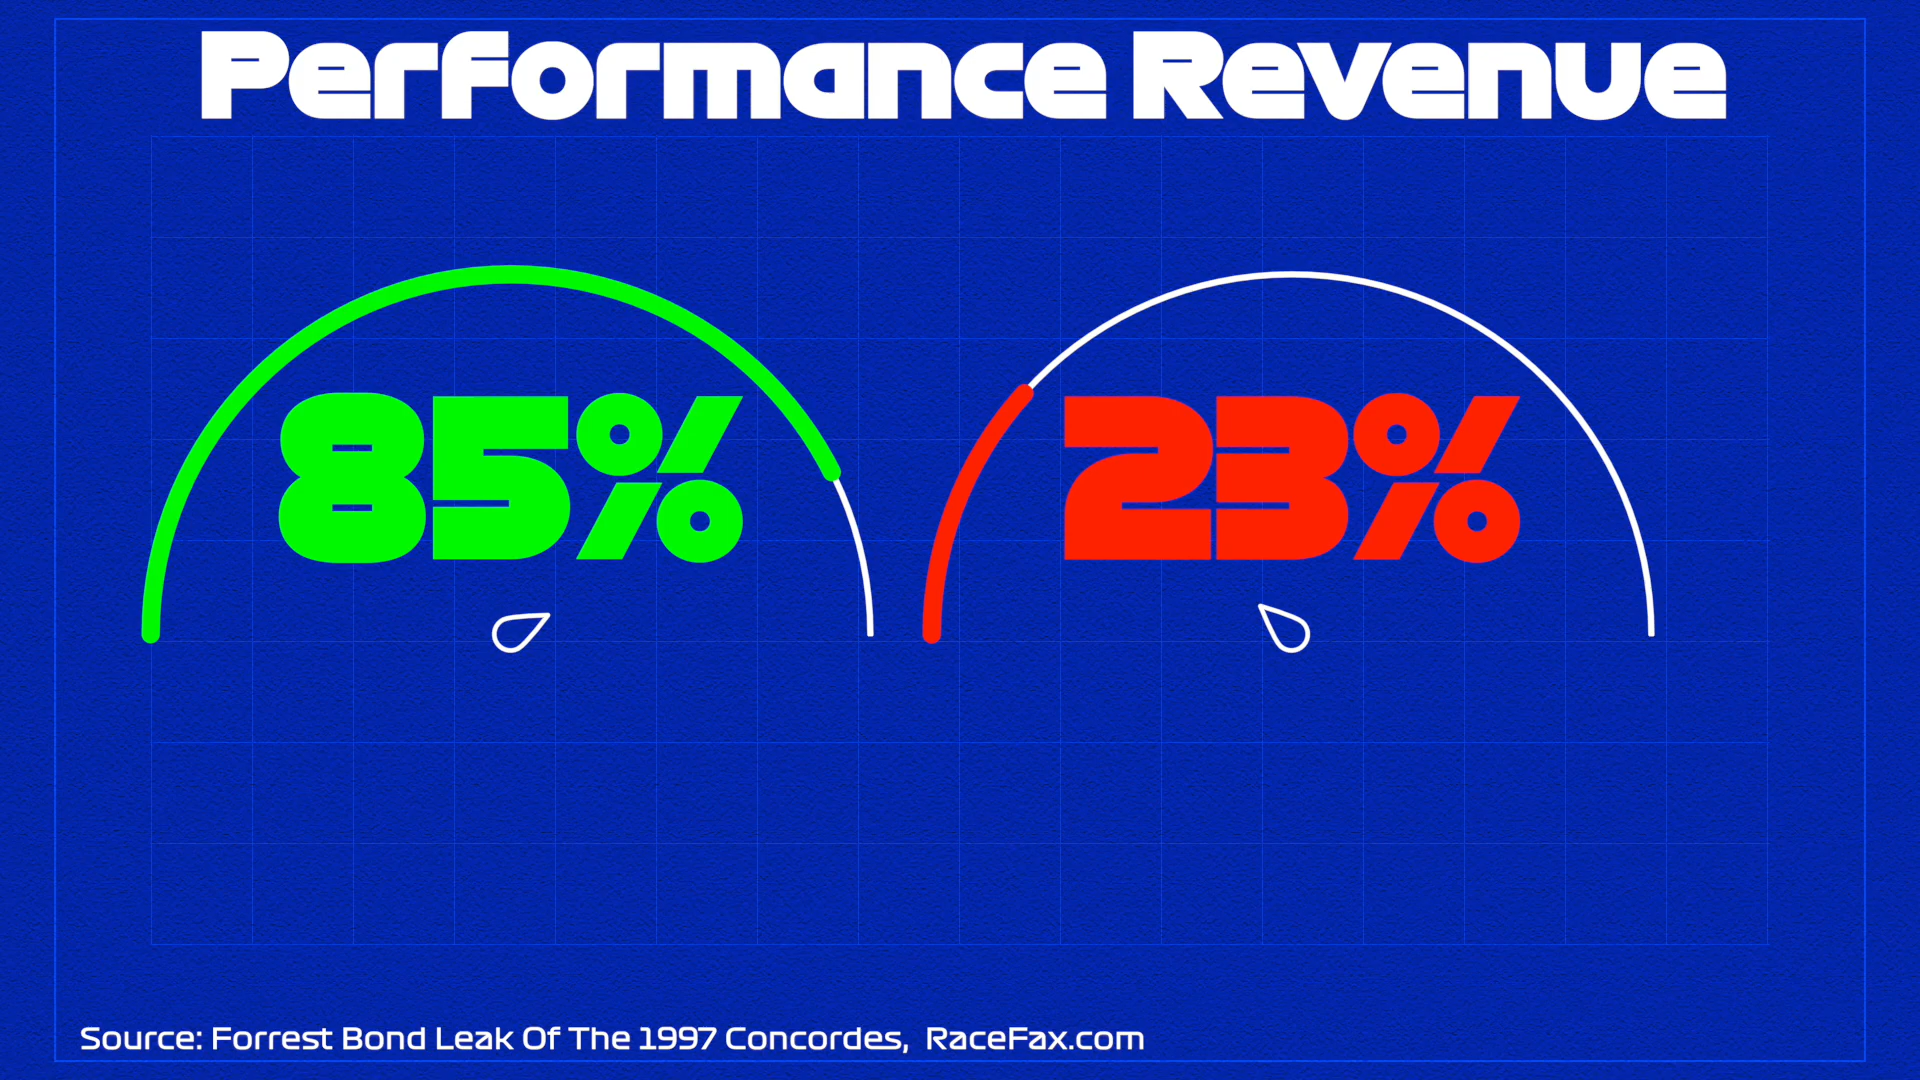 Performance Revenue
85%
23%
Source: Forrest Bond Leak Of The 1997 Concordes, RaceFax.com